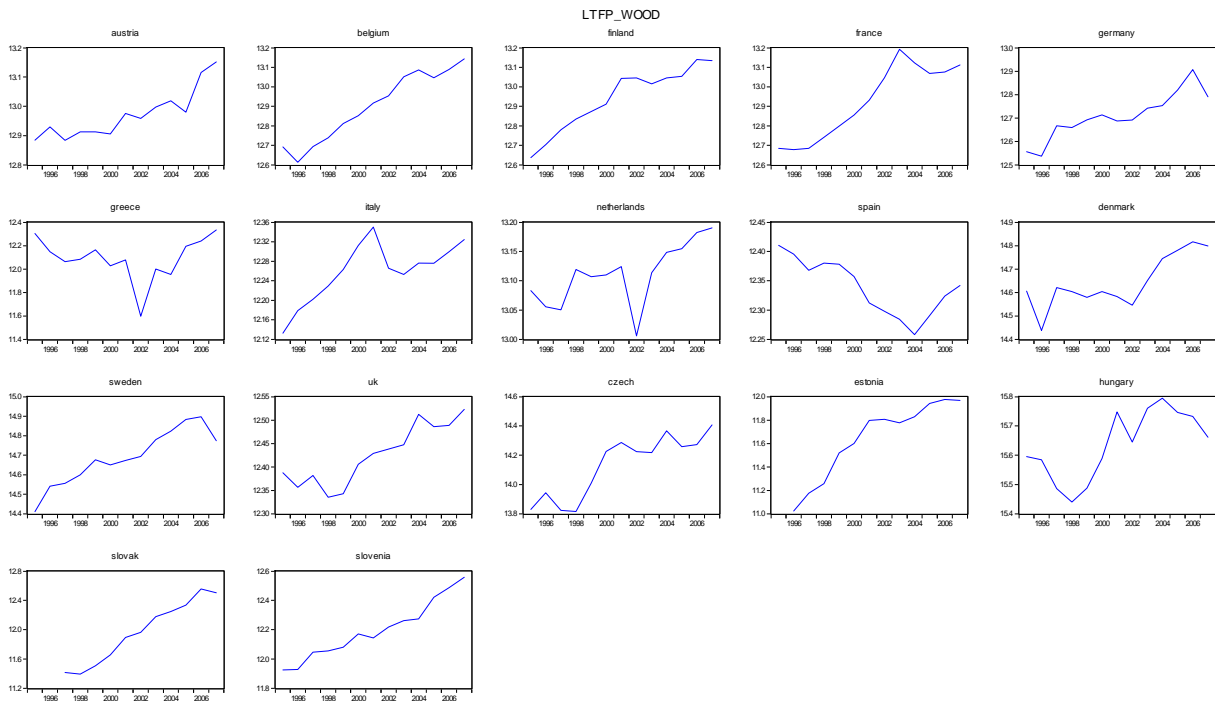 LTFP_WOOD
austria
13.2
13.1
13.0
12.9
12.8
1996 1998 2000 2002 2004 2006
belgium
13.2
13.1
13.0
12.9
12.8
12.7
12.6
1996 1998 2000 2002 2004 2006
finland
13.2
13.1
13.0
12.9
12.8
12.7
12.6
1996 1998 2000 2002 2004 2006
france
13.2
13.1
13.0
12.9
12.8
12.7
12.6
1996 1998 2000 2002 2004 2006
germany
13.0
12.9
12.8
12.7
12.6
12.5
1996 1998 2000 2002 2004 2006
greece
12.4
12.2
12.0
11.8
11.6
11.4
1996 1998 2000 2002 2004 2006
italy
12.36
12.32
12.28
12.24
12.20
12.16
12.12
1996 1998 2000 2002 2004 2006
netherlands
13.20
13.15
13.10
13.05
13.00
1996 1998 2000 2002 2004 2006
spain
12.45
12.40
12.35
12.30
12.25
1996 1998 2000 2002 2004 2006
denmark
14.9
14.8
14.7
14.6
14.5
14.4
1996 1998 2000 2002 2004 2006
sweden
15.0
14.9
14.8
14.7
14.6
14.5
14.4
1996 1998 2000 2002 2004 2006
uk
12.55
12.50
12.45
12.40
12.35
12.30
1996 1998 2000 2002 2004 2006
czech
14.6
14.4
14.2
14.0
13.8
1996 1998 2000 2002 2004 2006
estonia
12.0
11.8
11.6
11.4
11.2
11.0
1996 1998 2000 2002 2004 2006
hungary
15.8
15.7
15.6
15.5
15.4
1996 1998 2000 2002 2004 2006
slovak
12.8
12.4
12.0
11.6
11.2
1996 1998 2000 2002 2004 2006
slovenia
12.6
12.4
12.2
12.0
11.8
1996 1998 2000 2002 2004 2006